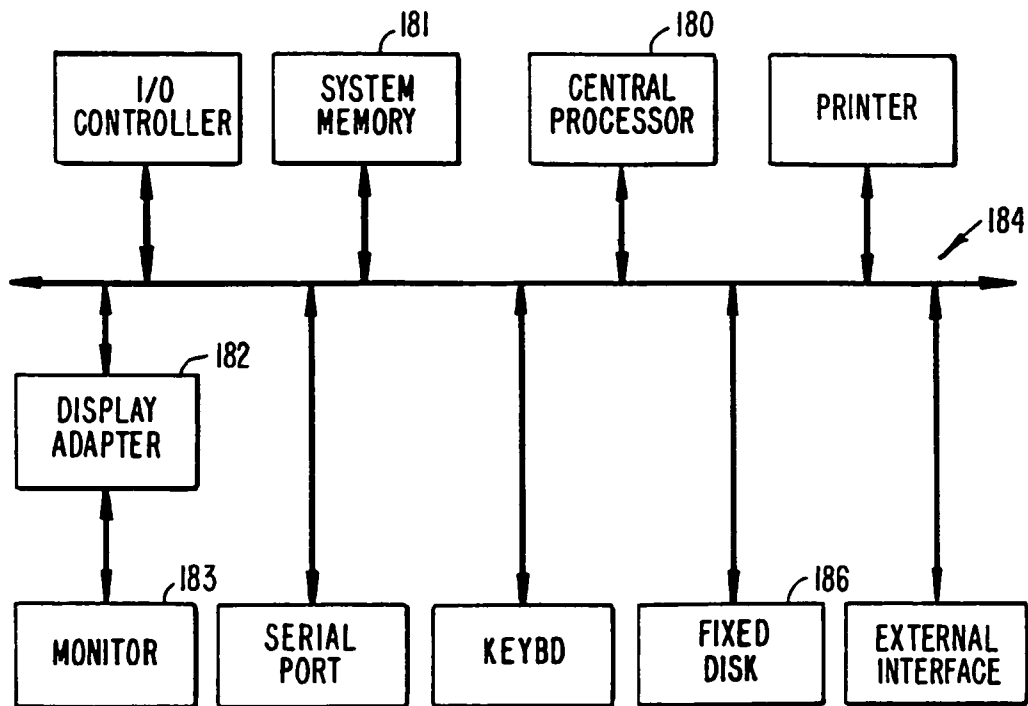 181
180
I/O
CONTROLLER
SYSTEM
MEMORY
CENTRAL
PROCESSOR
PRINTER
184
182
DISPLAY
ADAPTER
183
186
MONITOR
SERIAL
PORT
KEYBD
FIXED
DISK
EXTERNAL
INTERFACE